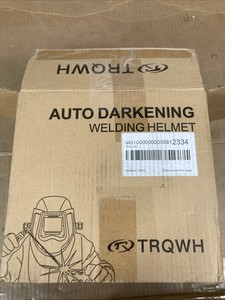 TRQWH
AUTO DARKENING
WELDING HELMET
TRQWH